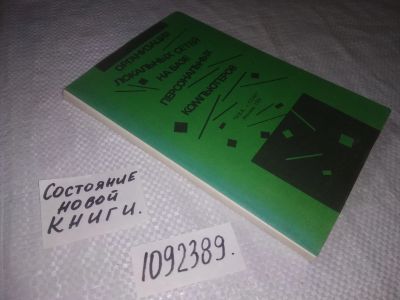 ОРГАНИЗАЦИЯ
ЛОКАЛЬНЫХ СЕТЕЙ
НА БАЗЕ
ПЕРСОНАЛЬНЫХ
КОМПЬЮТЕРОВ
Состояние
новой
КНИГИ.
1092389.